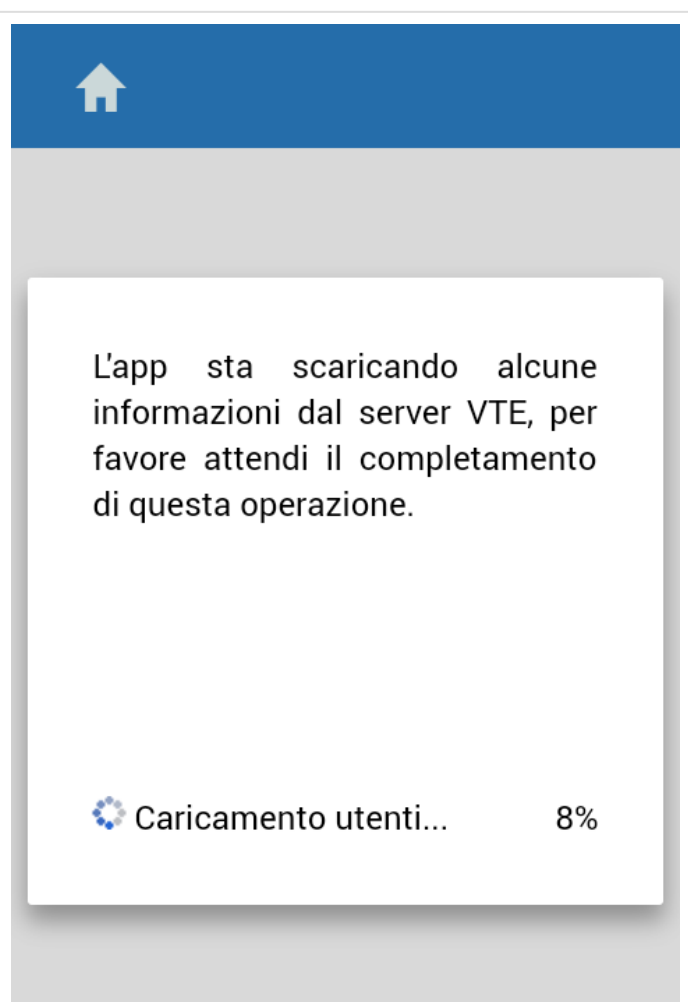 L'app sta scaricando alcune
informazioni dal server VTE, per
favore attendi il completamento
di questa operazione.
Caricamento utenti... 8%